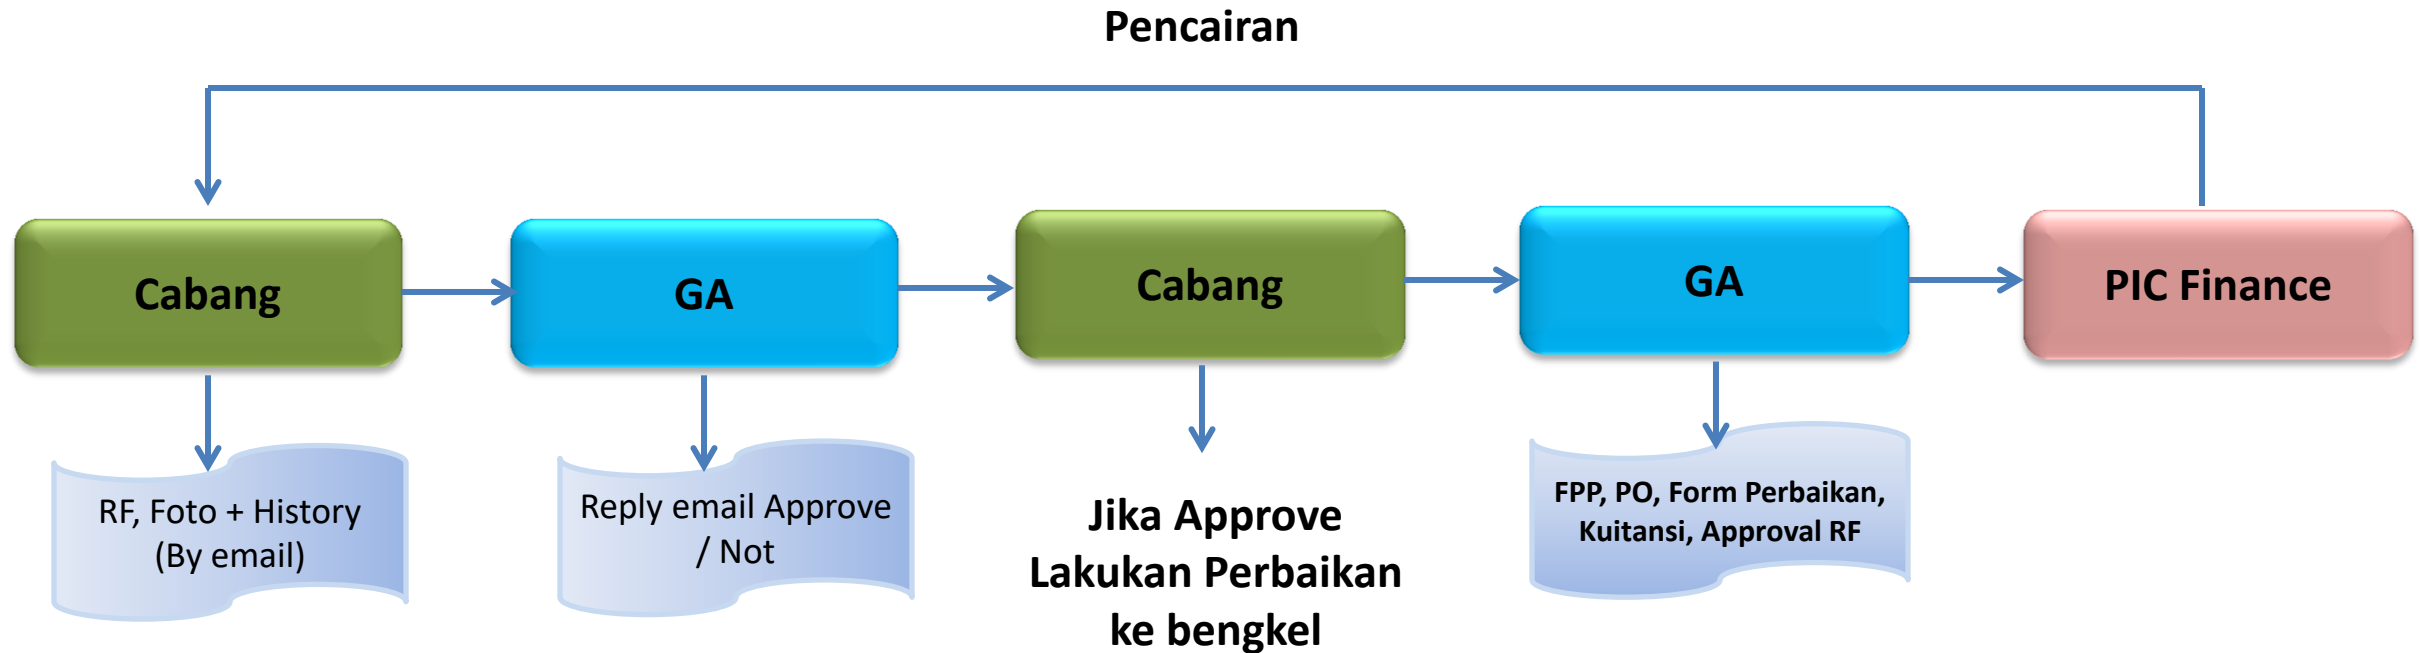 Pencairan
Cabang
GA
Cabang
GA
PIC Finance
RF, Foto + History
(By email)
Reply email Approve
/ Not
Jika Approve
Lakukan Perbaikan
ke bengkel
FPP, PO, Form Perbaikan,
Kuitansi, Approval RF